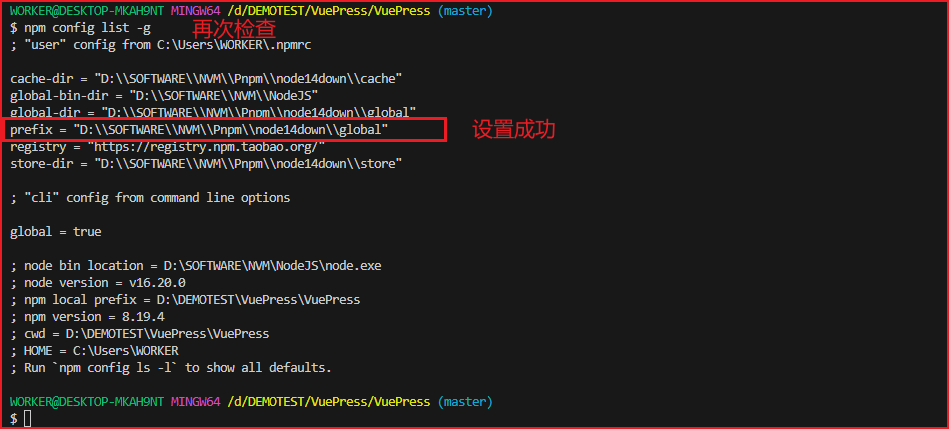 WORKER@DESKTOP-MKAH9NT MINGW64 /d/DEMOTEST/VuePress/VuePress (master)
$ npm config list -g 再次检查
; "user" config from C:\Users\WORKER\.npmrc
cache-dir = "D:\\SOFTWARE\\NVM\\Pnpm\\node14down\\cache"
global-bin-dir = "D:\\SOFTWARE\\NVM\\NodeJS"
global-dir = "D:\\SOFTWARE\\NVM\\Pnpm\\node14down\\global"
prefix = "D:\\SOFTWARE\\NVM\\Pnpm\\node14down\\global" 设置成功
registry = "https://registry.npm.taobao.org/"
store-dir = "D:\\SOFTWARE\\NVM\\Pnpm\\node14down\\store"
; "cli" config from command line options
global = true
; node bin location = D:\SOFTWARE\NVM\NodeJS\node.exe
; node version = v16.20.0
; npm local prefix = D:\DEMOTEST\VuePress\VuePress
; npm version = 8.19.4
; cwd = D:\DEMOTEST\VuePress\VuePress
; HOME = C:\Users\WORKER
; Run `npm config ls -l` to show all defaults.
WORKER@DESKTOP-MKAH9NT MINGW64 /d/DEMOTEST/VuePress/VuePress (master)
$